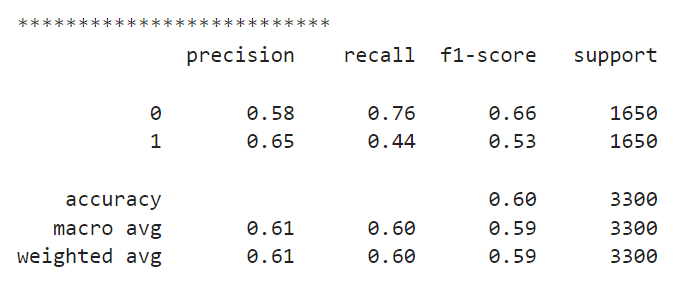 **************************
precision recall f1-score support
0 0.58 0.76 0.66 1650
1 0.65 0.44 0.53 1650
accuracy 0.60 3300
macro avg 0.61 0.60 0.59 3300
weighted avg 0.61 0.60 0.59 3300